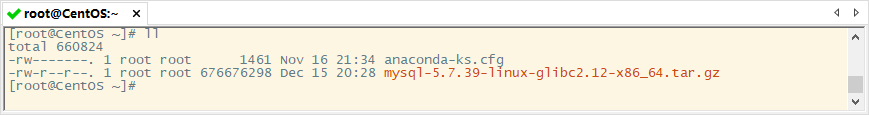 root@CentOS:~
[root@CentOS ~]# ll
total 660824
-rw-------. 1 root root      1461 Nov 16 21:34 anaconda-ks.cfg
-rw-r--r--. 1 root root 676676298 Dec 15 20:28 mysql-5.7.39-linux-glibc2.12-x86_64.tar.gz
[root@CentOS ~]#